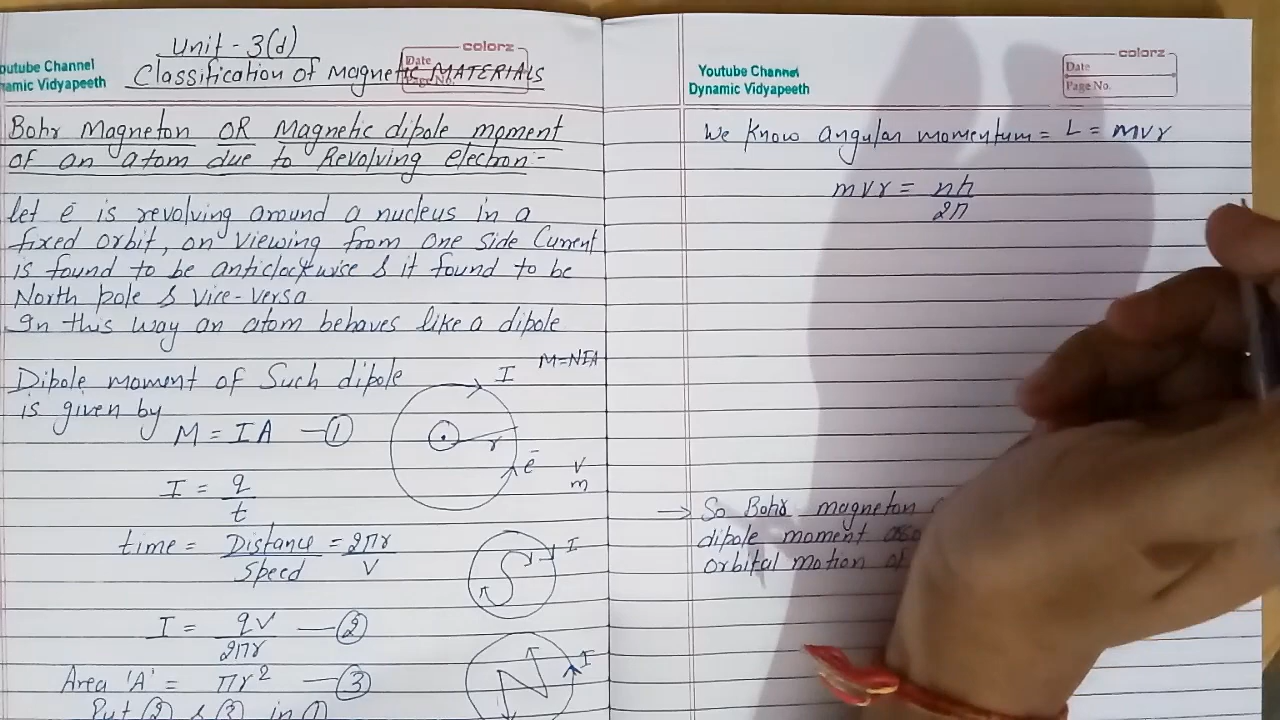 Unit - 3(d)
Classification of Magnetic MATERIALS
colorz
Date
Page No.
outube Channel
namic Vidyapeeth
Bohr Magneton OR Magnetic dipole moment
of an atom due to Revolving electron:-
Let ē is revolving around a nucleus in a
fixed orbit, on viewing from one side Current
is found to be anticlockwise & it found to be
North pole & vice-versa
In this way an atom behaves like a dipole
Dipole moment of Such dipole
is given by
M = IA — ①
M=NIA
I
r
ē
v
m
I = q/t
time = Distance/Speed = 2πr/v
I
S
I = qv/2πr — ②
I
N
Area 'A' = πr² — ③
Put ② & ③ in ①
Youtube Channel
Dynamic Vidyapeeth
colorz
Date
Page No.
We know angular momentum = L = mvr
mvr = nh/2π
→ So Bohr magneton
dipole moment
orbital motion of